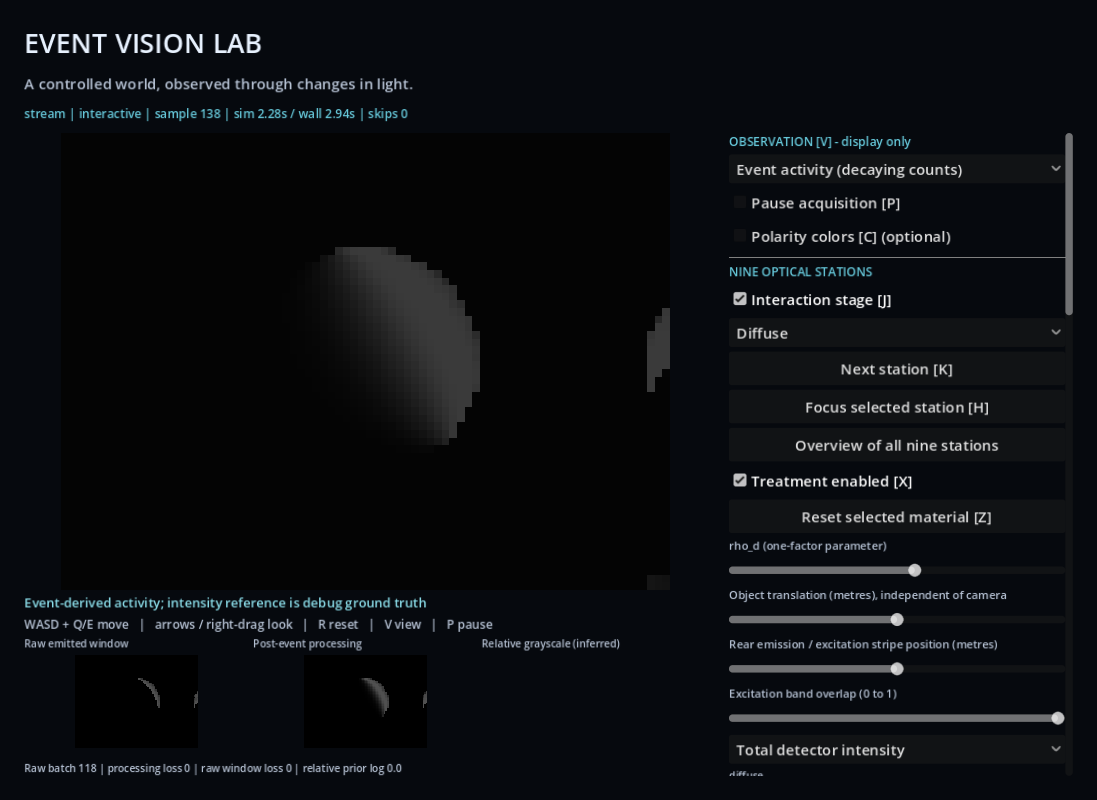 EVENT VISION LAB
A controlled world, observed through changes in light.
stream | interactive | sample 138 | sim 2.28s / wall 2.94s | skips 0
OBSERVATION [V] - display only
Event activity (decaying counts)
Pause acquisition [P]
Polarity colors [C] (optional)
NINE OPTICAL STATIONS
Interaction stage [J]
Diffuse
Next station [K]
Focus selected station [H]
Overview of all nine stations
Treatment enabled [X]
Reset selected material [Z]
rho_d (one-factor parameter)
Object translation (metres), independent of camera
Rear emission / excitation stripe position (metres)
Excitation band overlap (0 to 1)
Total detector intensity
diffuse
Event-derived activity; intensity reference is debug ground truth
WASD + Q/E move | arrows / right-drag look | R reset | V view | P pause
Raw emitted window
Post-event processing
Relative grayscale (inferred)
Raw batch 118 | processing loss 0 | raw window loss 0 | relative prior log 0.0